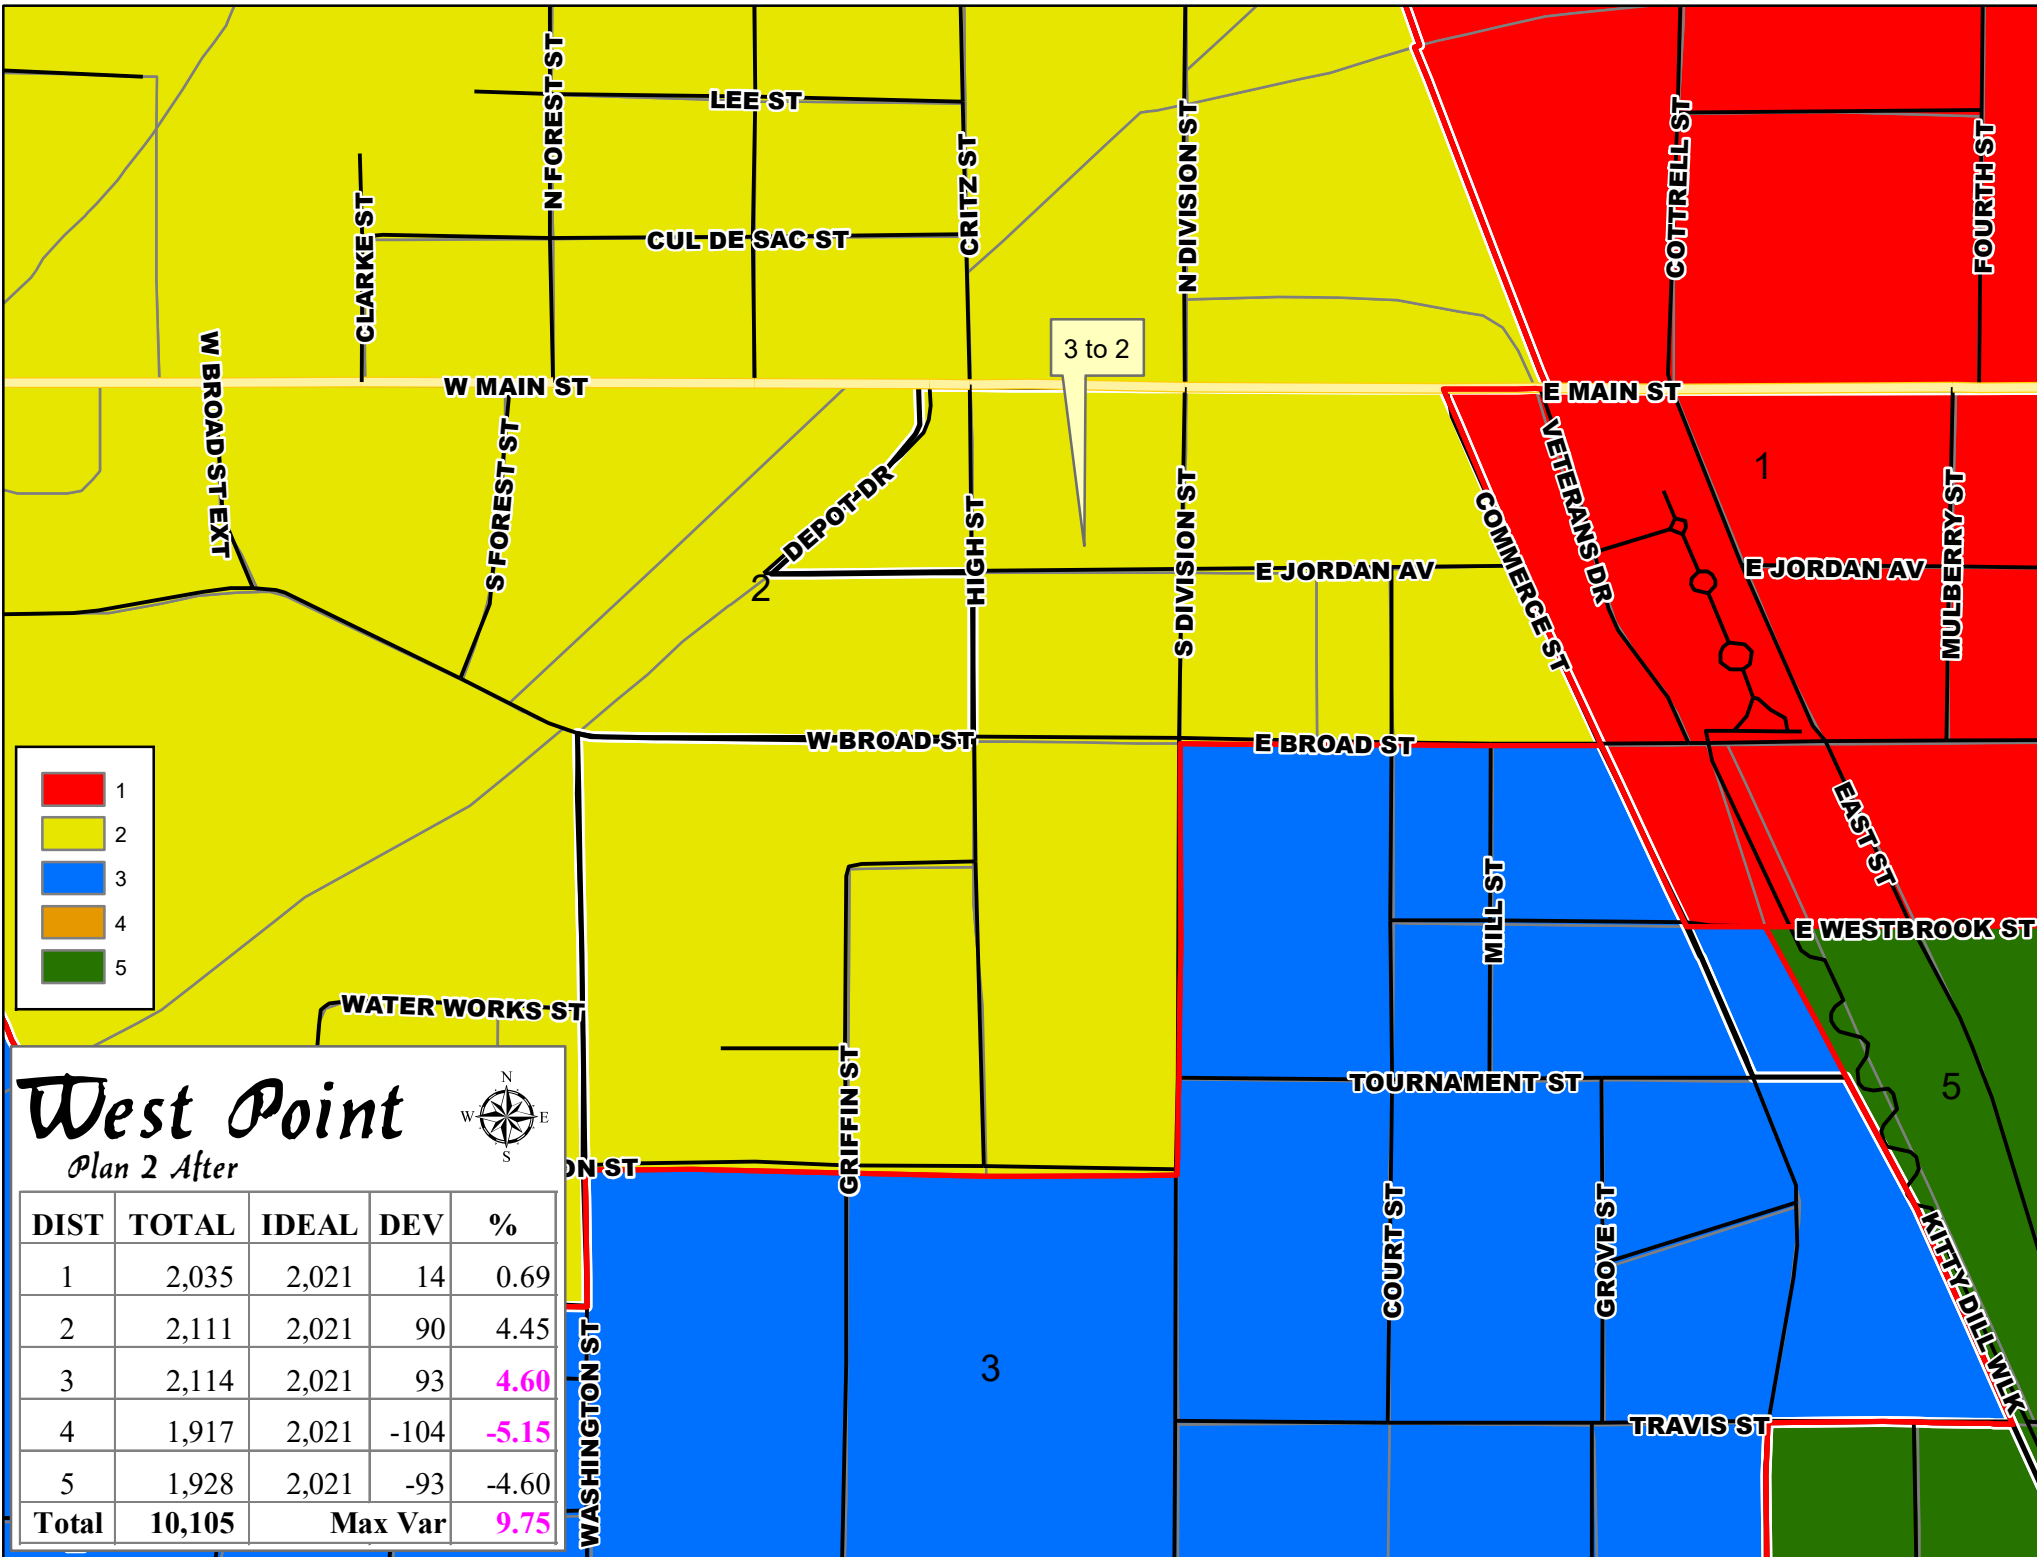 LEE ST
N FOREST ST
CRITZ ST
N DIVISION ST
COTTRELL ST
FOURTH ST
CLARKE ST
CUL DE SAC ST
3 to 2
W BROAD ST EXT
W MAIN ST
E MAIN ST
S FOREST ST
DEPOT DR
HIGH ST
S DIVISION ST
COMMERCE ST
VETERANS DR
1
MULBERRY ST
E JORDAN AV
E JORDAN AV
2
W BROAD ST
E BROAD ST
EAST ST
MILL ST
E WESTBROOK ST
1
2
3
4
5
WATER WORKS ST
TOURNAMENT ST
5
GRIFFIN ST
ON ST
COURT ST
GROVE ST
KITTY DILL WLK
WASHINGTON ST
3
TRAVIS ST
West Point
Plan 2 After
N
W E
S
DIST TOTAL IDEAL DEV %
1 2,035 2,021 14 0.69
2 2,111 2,021 90 4.45
3 2,114 2,021 93 4.60
4 1,917 2,021 -104 -5.15
5 1,928 2,021 -93 -4.60
Total 10,105 Max Var 9.75